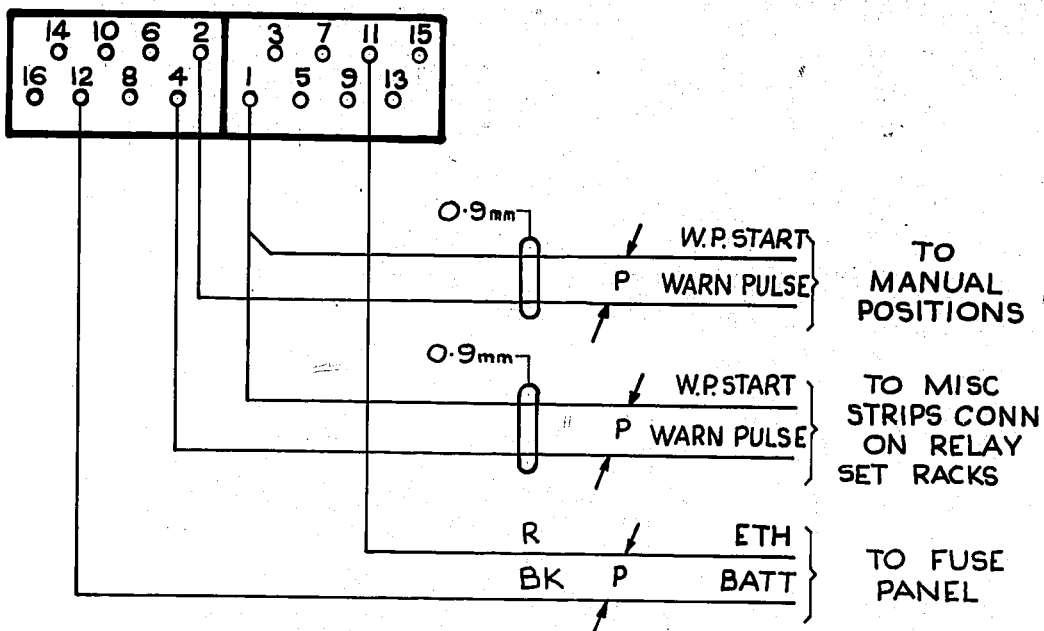 14 10 6 2 3 7 11 15
16 12 8 4 1 5 9 13
0.9mm
W.P. START
P WARN PULSE
TO
MANUAL
POSITIONS
0.9mm
W.P. START
P WARN PULSE
TO MISC
STRIPS CONN
ON RELAY
SET RACKS
R ETH
BK P BATT
TO FUSE
PANEL